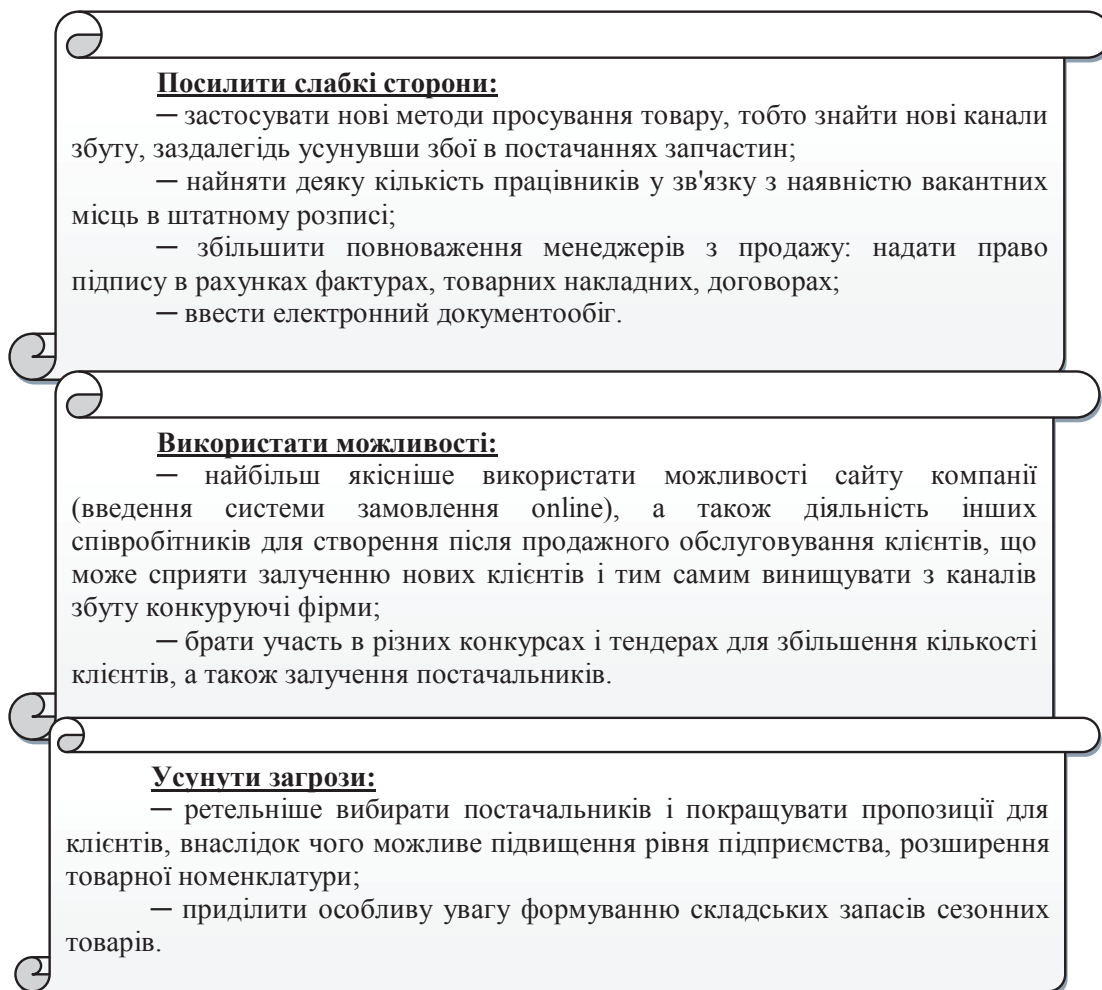 Посилити слабкі сторони:
— застосувати нові методи просування товару, тобто знайти нові канали
збуту, заздалегідь усунувши збої в постачаннях запчастин;
— найняти деяку кількість працівників у зв'язку з наявністю вакантних
місць в штатному розписі;
— збільшити повноваження менеджерів з продажу: надати право
підпису в рахунках фактурах, товарних накладних, договорах;
— ввести електронний документообіг.
Використати можливості:
— найбільш якісніше використати можливості сайту компанії
(введення системи замовлення online), а також діяльність інших
співробітників для створення після продажного обслуговування клієнтів, що
може сприяти залученню нових клієнтів і тим самим винищувати з каналів
збуту конкуруючі фірми;
— брати участь в різних конкурсах і тендерах для збільшення кількості
клієнтів, а також залучення постачальників.
Усунути загрози:
— ретельніше вибирати постачальників і покращувати пропозиції для
клієнтів, внаслідок чого можливе підвищення рівня підприємства, розширення
товарної номенклатури;
— приділити особливу увагу формуванню складських запасів сезонних
товарів.